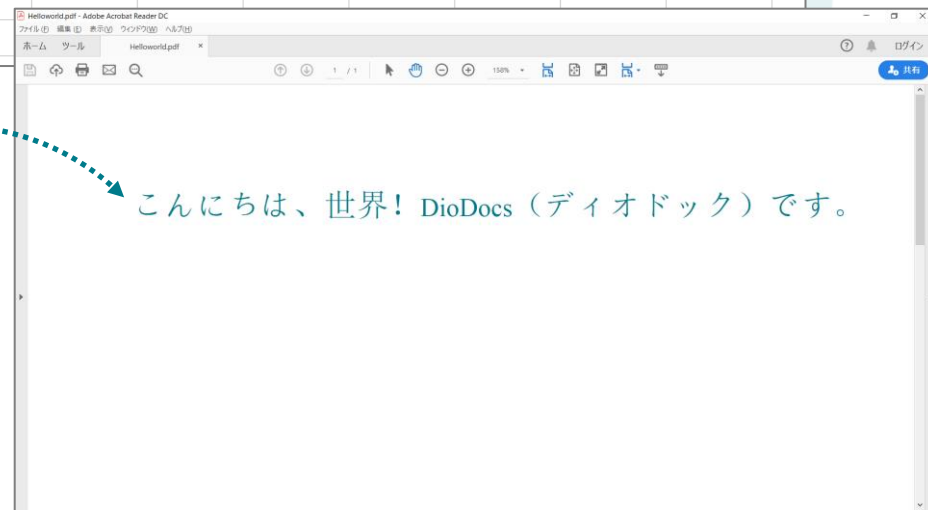 Helloworld.pdf - Adobe Acrobat Reader DC
ファイル(F) 編集(E) 表示(V) ウィンドウ(W) ヘルプ(H)
ホーム ツール Helloworld.pdf × ログイン
1 / 1 158% 共有
こんにちは、世界! DioDocs（ディオドック）です。